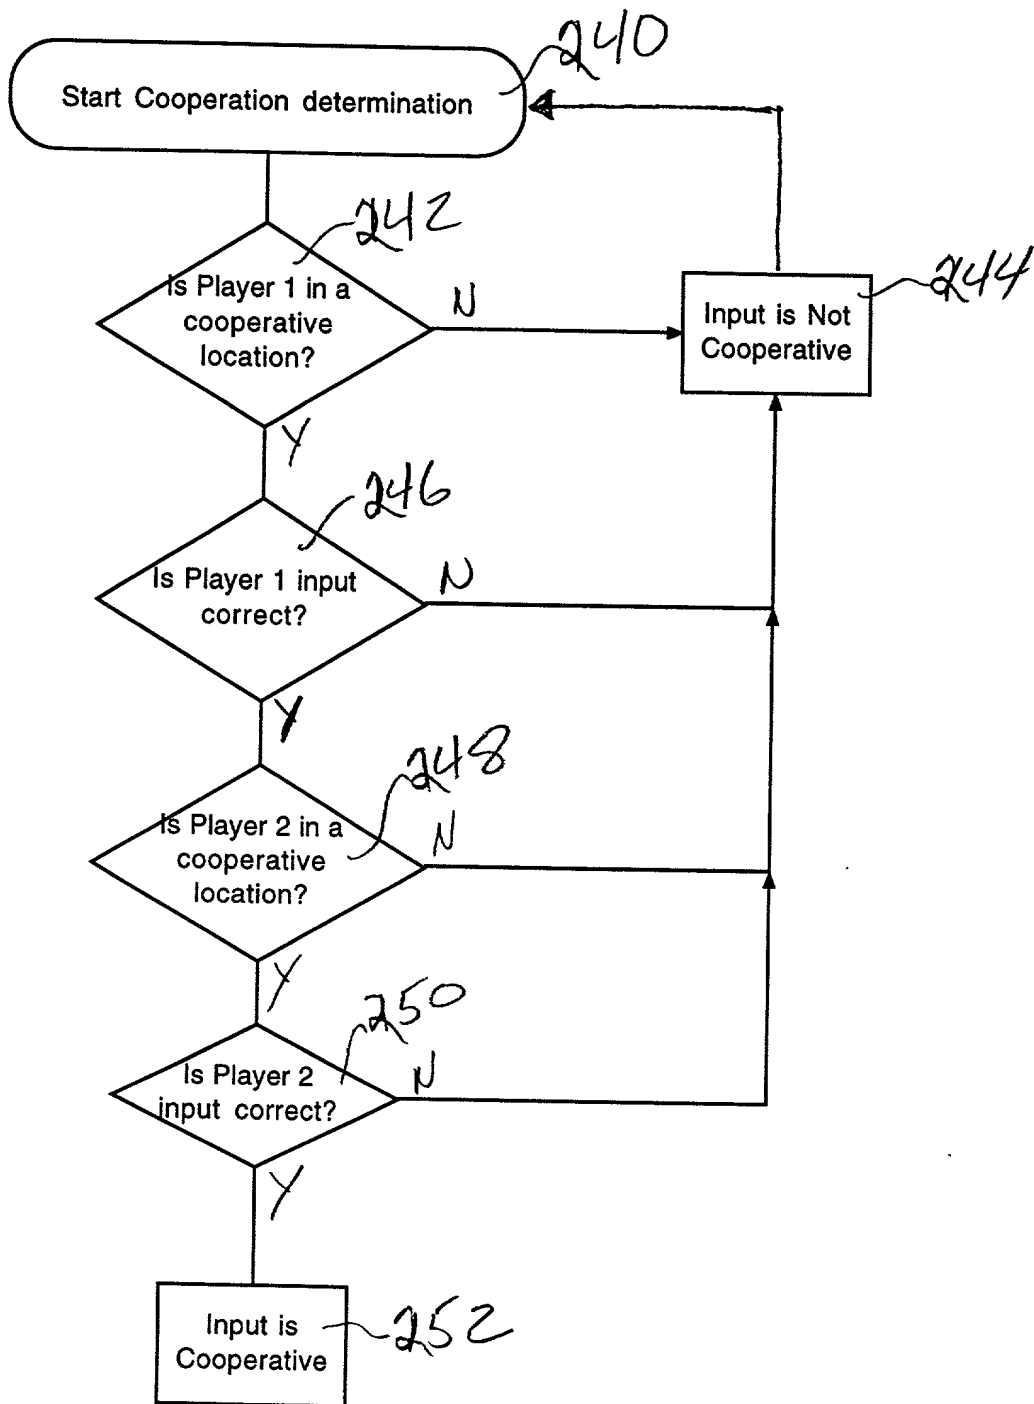 240
Start Cooperation determination
242
Is Player 1 in a
cooperative
location?
N
244
Input is Not
Cooperative
Y
246
Is Player 1 input
correct?
N
Y
248
Is Player 2 in a
cooperative
location?
N
Y
250
Is Player 2
input correct?
N
Y
Input is
Cooperative
252